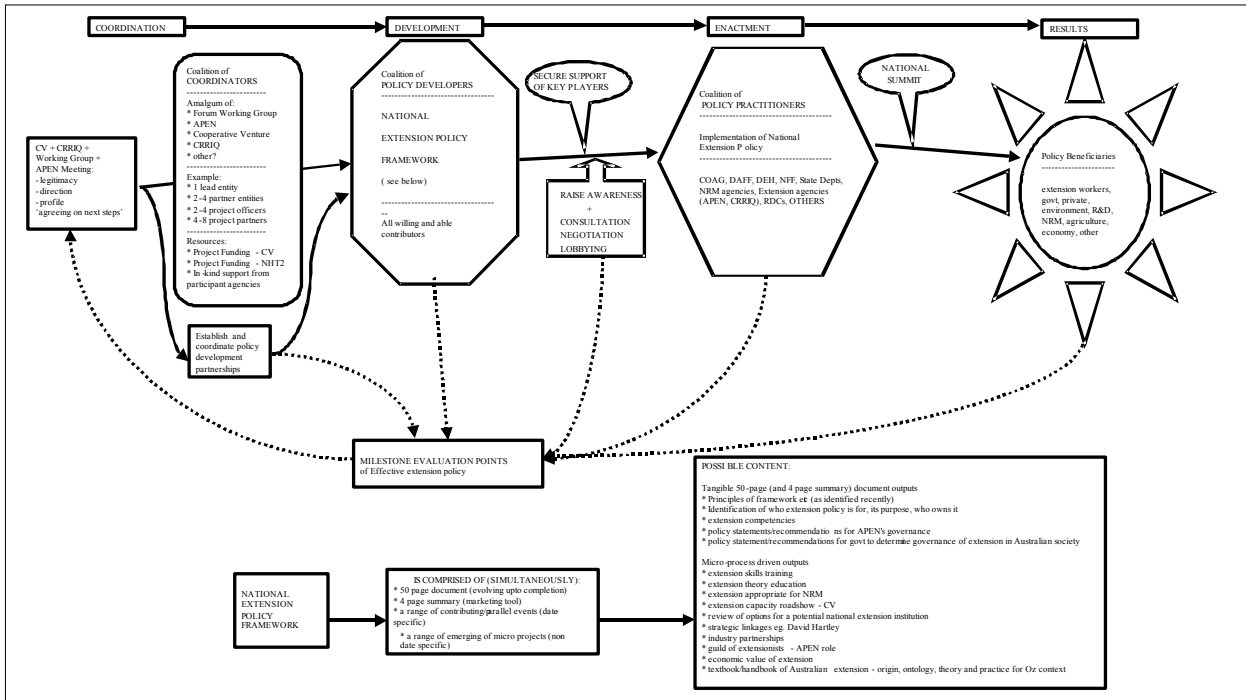 COORDINATION
DEVELOPMENT
ENACTMENT
RESULTS
CV + CRRIQ +
Working Group +
APEN Meeting:
- legitimacy
- direction
- profile
'agreeing on next steps'
Coalition of
COORDINATORS
-------------------------
Amalgum of:
* Forum Working Group
* APEN
* Cooperative Venture
* CRRIQ
* other?
-------------------------
Example:
* 1 lead entity
* 2-4 partner entities
* 2-4 project officers
* 4-8 project partners
-------------------------
Resources:
* Project Funding - CV
* Project Funding - NHT2
* In -kind support from
participant agencies
Establish and
coordinate policy
development
partnerships
Coalition of
POLICY DEVELOPERS
----------------------------------
NATIONAL
EXTENSION POLICY
FRAMEWORK
( see below)
----------------------------------
--
All willing and able
contributors
SECURE SUPPORT
OF KEY PLAYERS
RAISE AWARENESS
+
CONSULTATION
NEGOTIATION
LOBBYING
Coalition of
POLICY PRACTITIONERS
----------------------------------------
Implementation of National
Extension P olicy
----------------------------------------
COAG, DAFF, DEH, NFF, State Depts,
NRM agencies, Extension agencies
(APEN, CRRIQ), RDCs, OTHERS
NATIONAL
SUMMIT
Policy Beneficiaries
-------------------------
extension workers,
govt, private,
environment, R&D,
NRM, agriculture,
economy, other
MILESTONE EVALUATION POINTS
of Effective extension policy
NATIONAL
EXTENSION
POLICY
FRAMEWORK
IS COMPRISED OF (SIMULTANEOUSLY):
* 50 page document (evolving upto completion)
* 4 page summary (marketing tool)
* a range of contributing/parallel events (date
specific)
* a range of emerging of micro projects (non
date specific)
POSSIBLE CONTENT:
Tangible 50-page (and 4 page summary) document outputs
* Principles of framework etc (as identified recently)
* Identification of who extension policy is for, its purpose, who owns it
* extension competencies
* policy statements/recommendatio ns for APEN's governance
* policy statement/recommendations for govt to determine governance of extension in Australian society
Micro-process driven outputs
* extension skills training
* extension theory education
* extension appropriate for NRM
* extension capacity roadshow - CV
* review of options for a potential national extension institution
* strategic linkages eg. David Hartley
* industry partnerships
* guild of extensionists - APEN role
* economic value of extension
* textbook/handbook of Australian extension - origin, ontology, theory and practice for Oz context